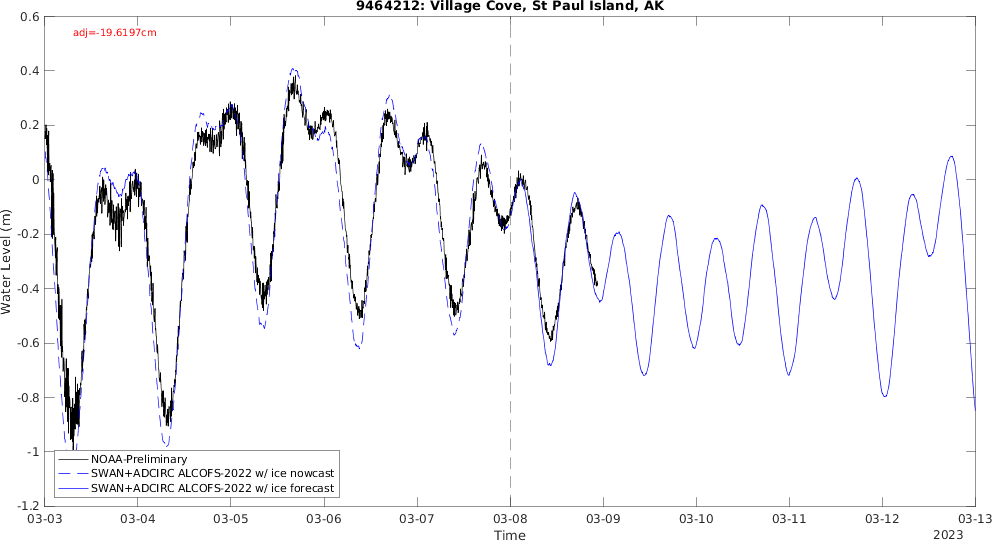 9464212: Village Cove, St Paul Island, AK
adj=-19.6197cm
0.6
0.4
0.2
0
-0.2
-0.4
-0.6
-0.8
-1
-1.2
Water Level (m)
NOAA-Preliminary
SWAN+ADCIRC ALCOFS-2022 w/ ice nowcast
SWAN+ADCIRC ALCOFS-2022 w/ ice forecast
03-03 03-04 03-05 03-06 03-07 03-08 03-09 03-10 03-11 03-12 03-13
Time
2023